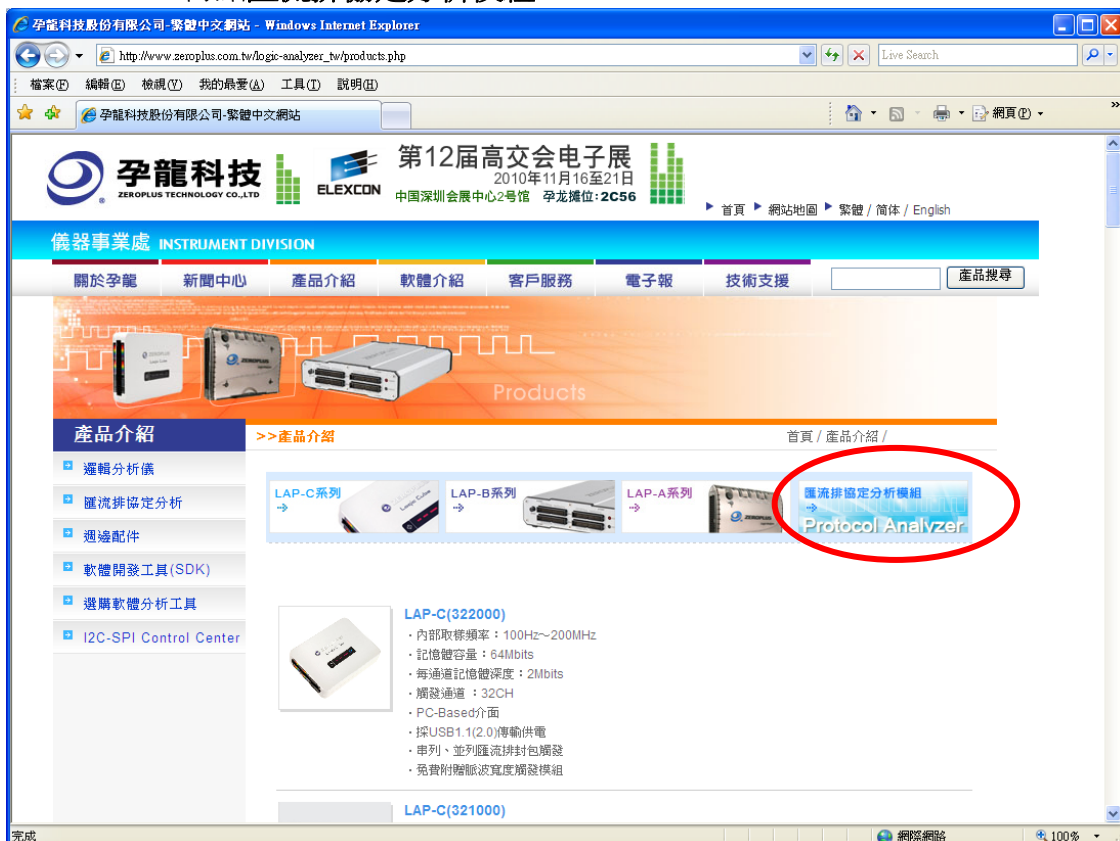 孕龍科技股份有限公司-繁體中文網站 - Windows Internet Explorer
http://www.zeroplus.com.tw/logic-analyzer_tw/products.php
Live Search
檔案(F) 編輯(E) 檢視(V) 我的最愛(A) 工具(T) 說明(H)
孕龍科技股份有限公司-繁體中文網站
網頁(P)
孕龍科技
ZEROPLUS TECHNOLOGY CO.,LTD
ELEXCON
第12届高交会电子展
2010年11月16至21日
中国深圳会展中心2号馆 孕龙摊位:2C56
首頁 網站地圖 繁體 / 简体 / English
儀器事業處 INSTRUMENT DIVISION
關於孕龍 新聞中心 產品介紹 軟體介紹 客戶服務 電子報 技術支援 產品搜尋
Products
產品介紹
>>產品介紹
首頁 / 產品介紹 /
邏輯分析儀
匯流排協定分析
週邊配件
軟體開發工具(SDK)
選購軟體分析工具
I2C-SPI Control Center
LAP-C系列
LAP-B系列
LAP-A系列
匯流排協定分析模組
Protocol Analyzer
LAP-C(322000)
‧內部取樣頻率：100Hz～200MHz
‧記憶體容量：64Mbits
‧每通道記憶體深度：2Mbits
‧觸發通道 ：32CH
‧PC-Based介面
‧採USB1.1(2.0)傳輸供電
‧串列、並列匯流排封包觸發
‧免費附贈脈波寬度觸發模組
LAP-C(321000)
完成
網際網路
100%